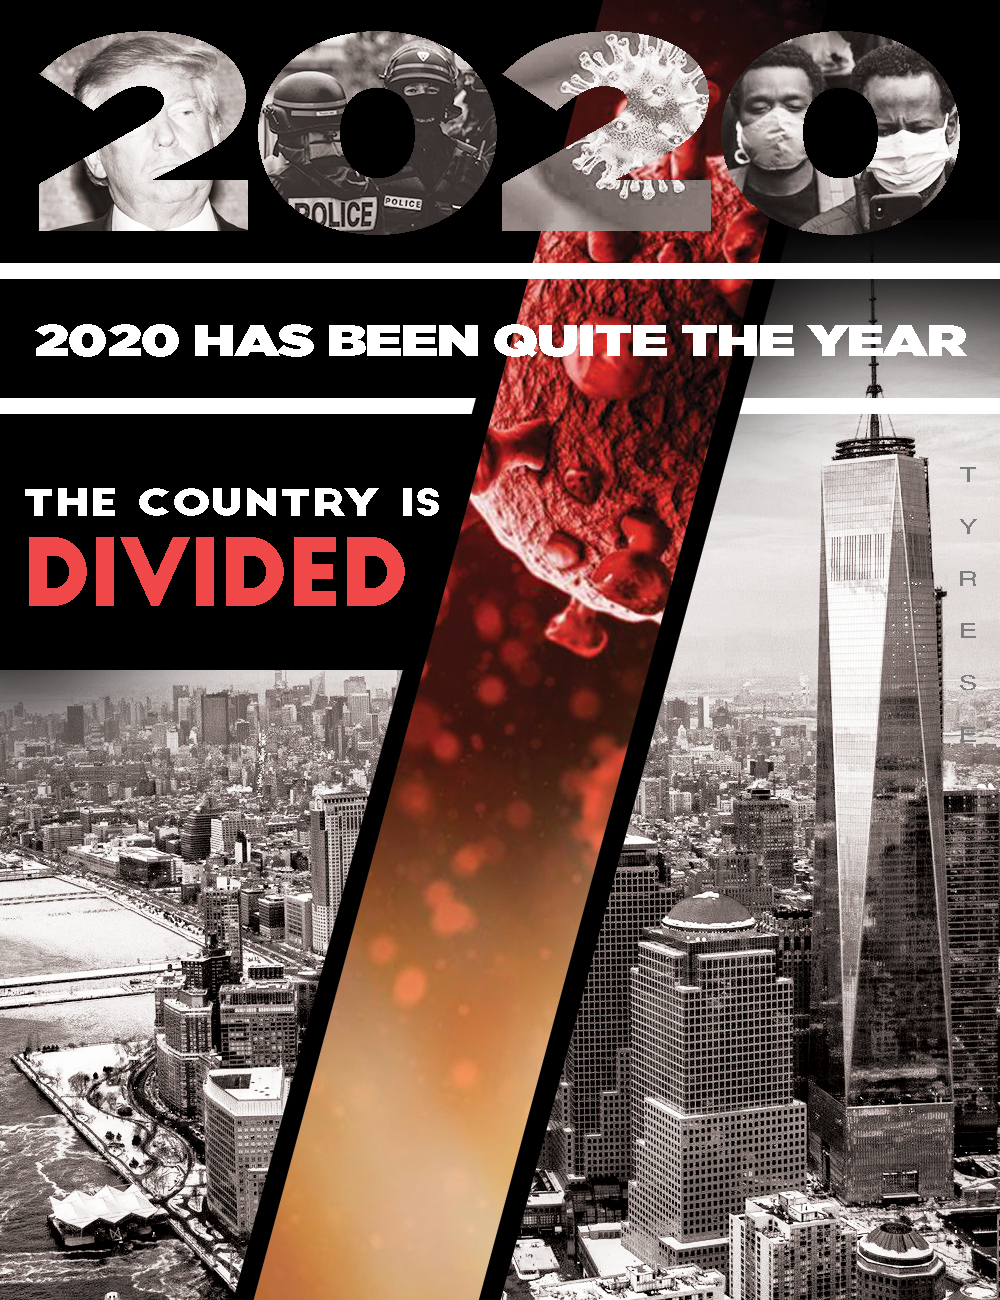 2020
POLICE
POLICE
2020 HAS BEEN QUITE THE YEAR
THE COUNTRY IS
DIVIDED
T
Y
R
E
S
E